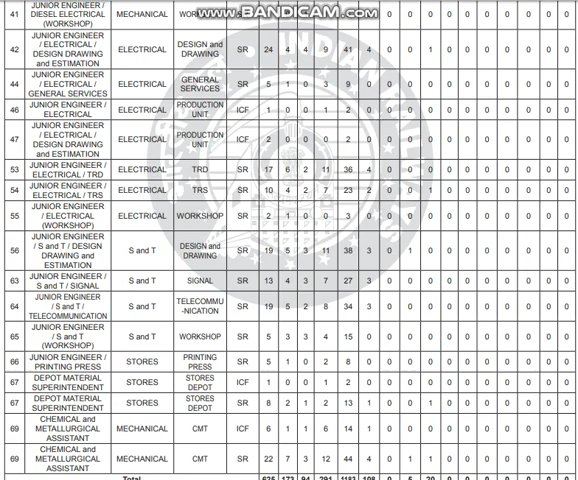 41 JUNIOR ENGINEER / DIESEL ELECTRICAL (WORKSHOP) MECHANICAL 0 0 0 0 0 0 0 0 0 0
www.BANDICAM.com
42 JUNIOR ENGINEER / ELECTRICAL / DESIGN DRAWING and ESTIMATION ELECTRICAL DESIGN and DRAWING SR 24 4 4 9 41 4 0 0 1 0 0 0 0 0 0 0
44 JUNIOR ENGINEER / ELECTRICAL / GENERAL SERVICES ELECTRICAL GENERAL SERVICES SR 5 1 0 3 9 0 0 0 0 0 0 0 0 0 0 0
46 JUNIOR ENGINEER / ELECTRICAL ELECTRICAL PRODUCTION UNIT ICF 1 0 0 1 2 0 0 0 0 0 0 0 0 0 0 0
47 JUNIOR ENGINEER / ELECTRICAL / DESIGN DRAWING and ESTIMATION ELECTRICAL PRODUCTION UNIT ICF 2 0 0 0 2 0 0 0 0 0 0 0 0 0 0 0
53 JUNIOR ENGINEER / ELECTRICAL / TRD ELECTRICAL TRD SR 17 6 2 11 36 4 0 0 0 0 0 0 0 0 0 0
54 JUNIOR ENGINEER / ELECTRICAL / TRS ELECTRICAL TRS SR 10 4 2 7 23 2 0 0 1 0 0 0 0 0 0 0
55 JUNIOR ENGINEER / ELECTRICAL (WORKSHOP) ELECTRICAL WORKSHOP SR 2 1 0 0 3 0 0 0 0 0 0 0 0 0 0 0
56 JUNIOR ENGINEER / S and T / DESIGN DRAWING and ESTIMATION S and T DESIGN and DRAWING SR 19 5 3 11 38 3 0 1 0 0 0 0 0 0 0 0
63 JUNIOR ENGINEER / S and T / SIGNAL S and T SIGNAL SR 13 4 3 7 27 3 0 0 0 0 0 0 0 0 0 0
64 JUNIOR ENGINEER / S and T / TELECOMMUNICATION S and T TELECOMMU -NICATION SR 19 5 2 8 34 3 0 0 0 0 0 0 0 0 0 0
65 JUNIOR ENGINEER / S and T (WORKSHOP) S and T WORKSHOP SR 5 3 3 4 15 0 0 0 0 0 0 0 0 0 0 0
66 JUNIOR ENGINEER / PRINTING PRESS STORES PRINTING PRESS SR 5 1 0 2 8 0 0 0 0 0 0 0 0 0 0 0
67 DEPOT MATERIAL SUPERINTENDENT STORES STORES DEPOT ICF 1 0 0 1 2 0 0 0 0 0 0 0 0 0 0 0
67 DEPOT MATERIAL SUPERINTENDENT STORES STORES DEPOT SR 8 2 1 2 13 1 0 0 1 0 0 0 0 0 0 0
69 CHEMICAL and METALLURGICAL ASSISTANT MECHANICAL CMT ICF 6 1 1 6 14 1 0 0 0 0 0 0 0 0 0 0
69 CHEMICAL and METALLURGICAL ASSISTANT MECHANICAL CMT SR 22 7 3 12 44 4 0 1 1 0 0 0 0 0 0 0
Total 625 173 94 291 1183 108 0 5 20 0 0 0 0 0 0 0